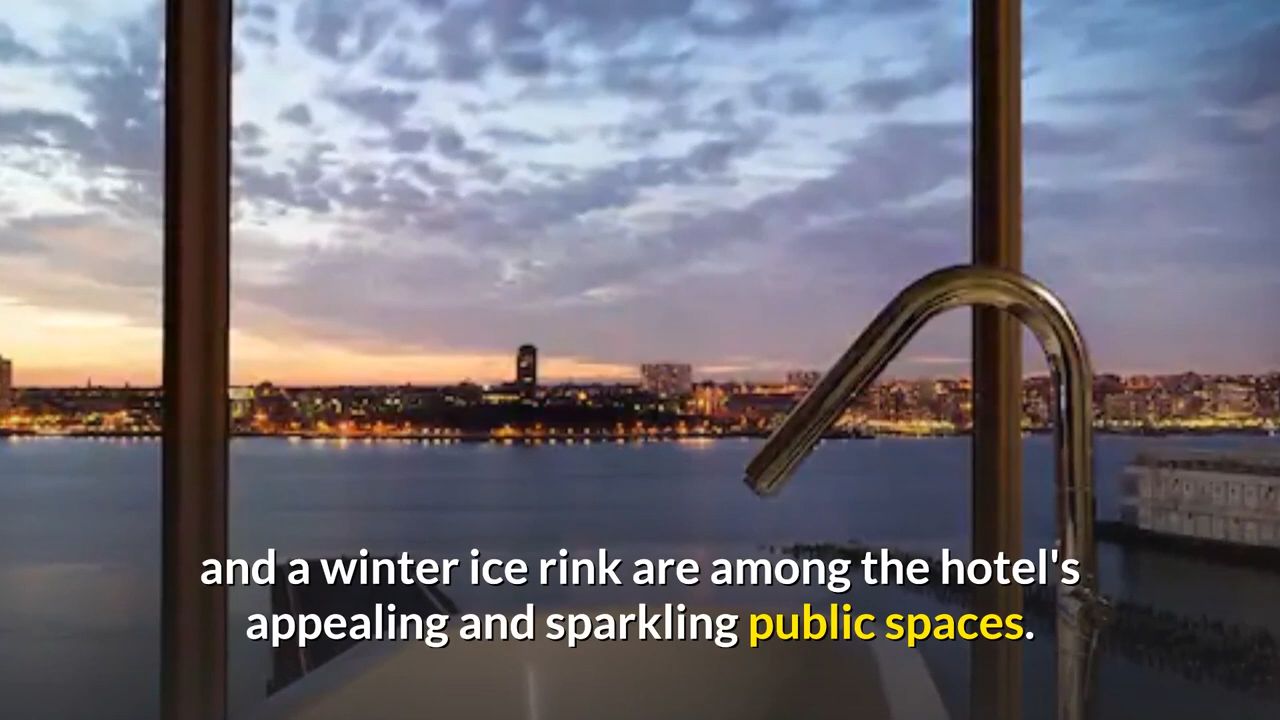 and a winter ice rink are among the hotel's
appealing and sparkling public spaces.